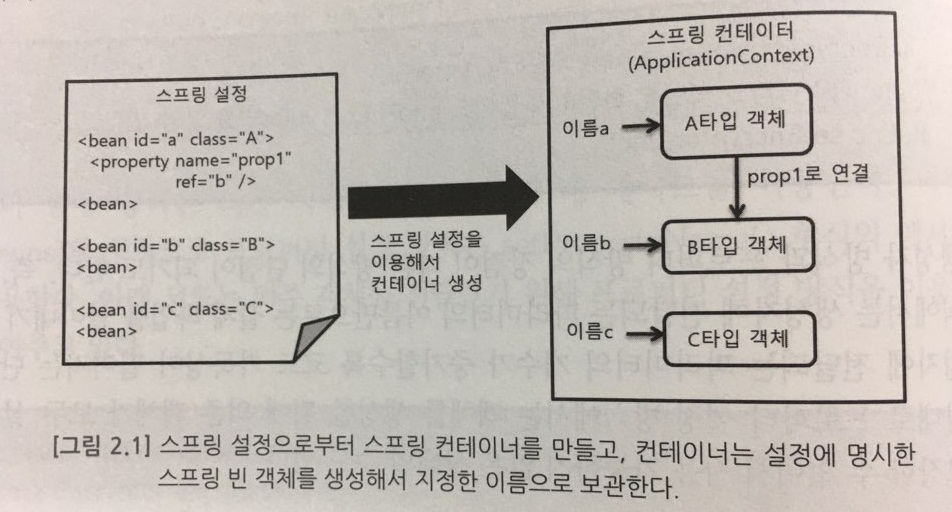 스프링 설정
<bean id="a" class="A">
<property name="prop1"
ref="b" />
<bean>
<bean id="b" class="B">
<bean>
<bean id="c" class="C">
<bean>
스프링 설정을
이용해서
컨테이너 생성
스프링 컨테이터
(ApplicationContext)
이름a
A타입 객체
prop1로 연결
이름b
B타입 객체
이름c
C타입 객체
[그림 2.1] 스프링 설정으로부터 스프링 컨테이너를 만들고, 컨테이너는 설정에 명시한
스프링 빈 객체를 생성해서 지정한 이름으로 보관한다.